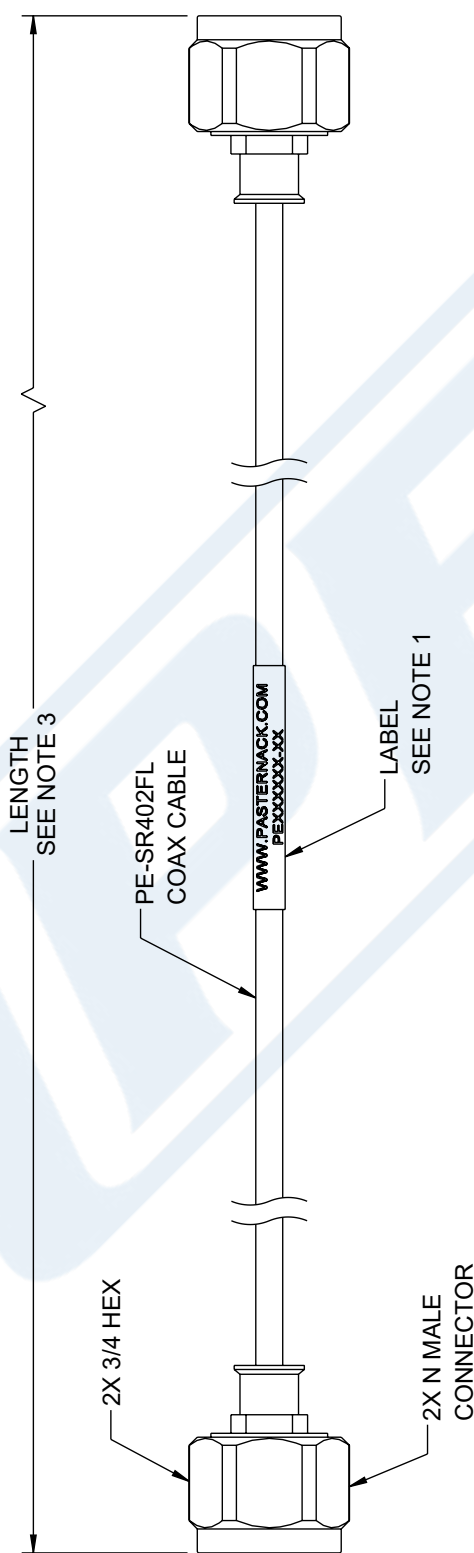 LENGTH
SEE NOTE 3
PE-SR402FL
COAX CABLE
WWW.PASTERNACK.COM
PEXXXXXX-XX
LABEL
SEE NOTE 1
2X 3/4 HEX
2X N MALE
CONNECTOR